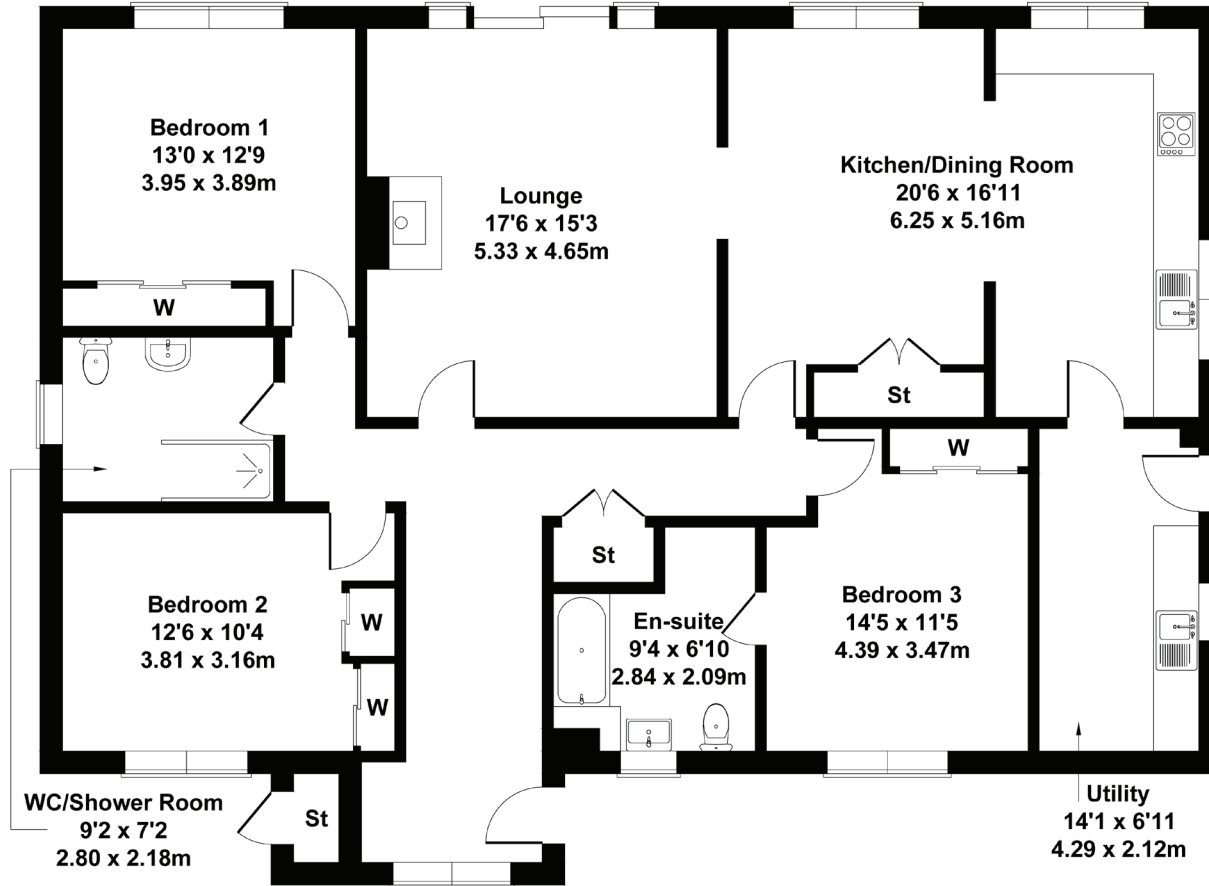 Bedroom 1
13'0 x 12'9
3.95 x 3.89m
W
Lounge
17'6 x 15'3
5.33 x 4.65m
Kitchen/Dining Room
20'6 x 16'11
6.25 x 5.16m
St
W
St
Bedroom 2
12'6 x 10'4
3.81 x 3.16m
W
W
En-suite
9'4 x 6'10
2.84 x 2.09m
Bedroom 3
14'5 x 11'5
4.39 x 3.47m
WC/Shower Room
9'2 x 7'2
2.80 x 2.18m
St
Utility
14'1 x 6'11
4.29 x 2.12m